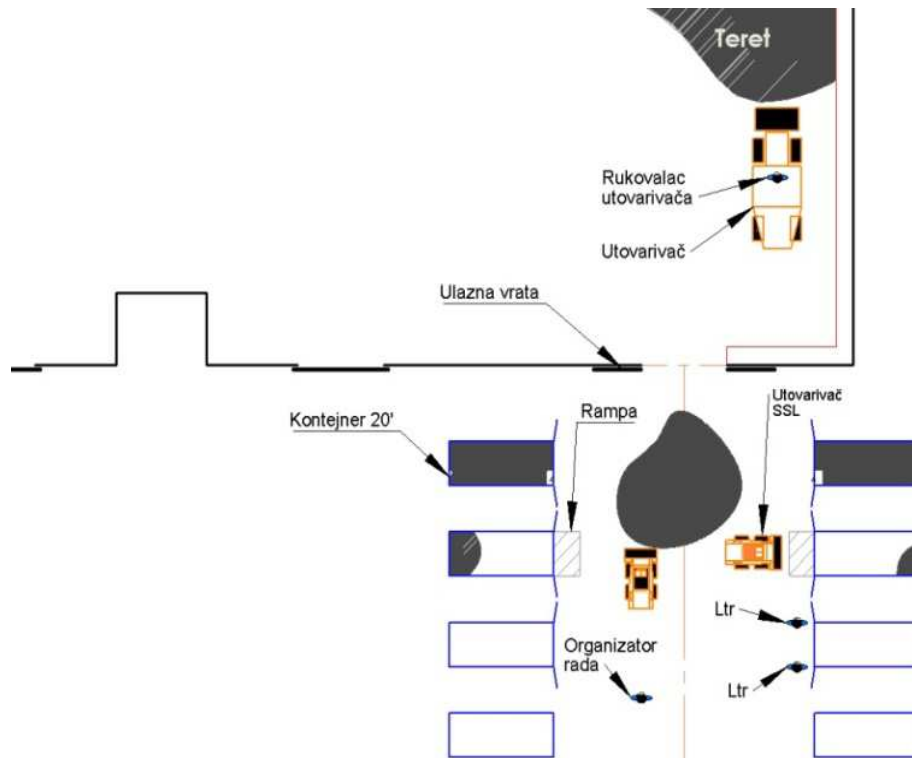 Teret
Rukovalac
utovarivača
Utovarivač
Ulazna vrata
Utovarivač
SSL
Kontejner 20'
Rampa
Ltr
Organizator
rada
Ltr